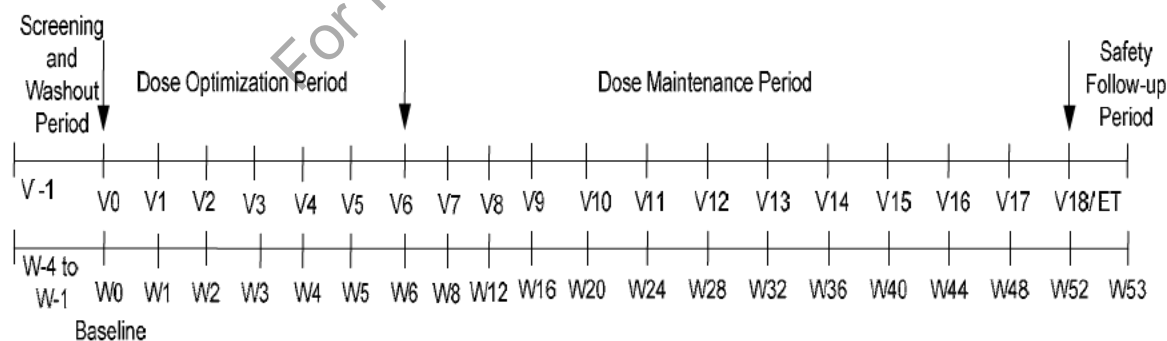 Screening and Washout Period
Dose Optimization Period
Dose Maintenance Period
Safety Follow-up Period
For
V-1 V0 V1 V2 V3 V4 V5 V6 V7 V8 V9 V10 V11 V12 V13 V14 V15 V16 V17 V18/ET
W-4 to W-1 W0 W1 W2 W3 W4 W5 W6 W8 W12 W16 W20 W24 W28 W32 W36 W40 W44 W48 W52 W53
Baseline